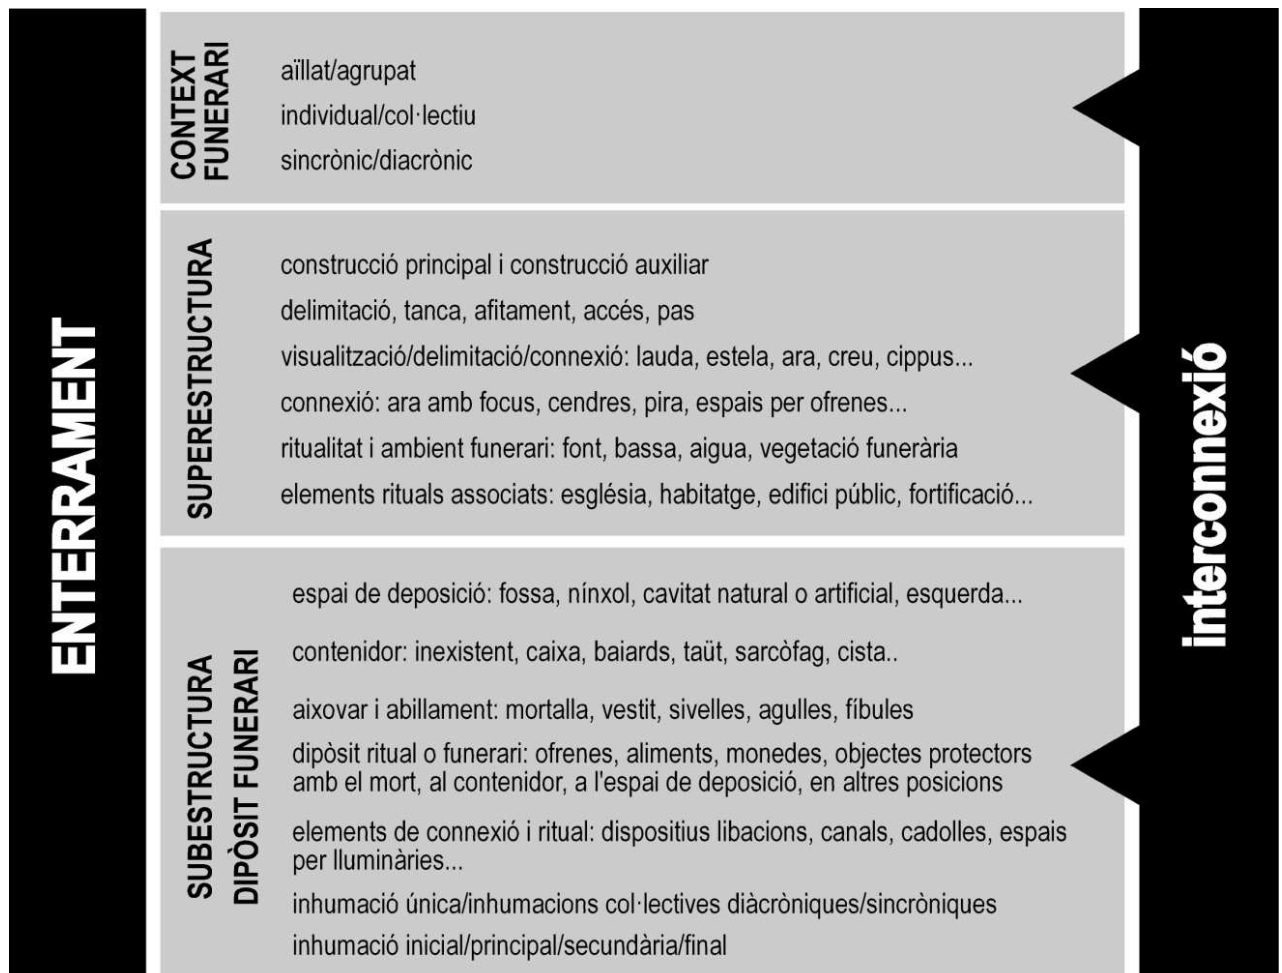 ENTERRAMENT
CONTEXT
FUNERARI
aïllat/agrupat
individual/col·lectiu
sincrònic/diacrònic
SUPERESTRUCTURA
construcció principal i construcció auxiliar
delimitació, tanca, afitament, accés, pas
visualització/delimitació/connexió: lauda, estela, ara, creu, cippus...
connexió: ara amb focus, cendres, pira, espais per ofrenes...
ritualitat i ambient funerari: font, bassa, aigua, vegetació funerària
elements rituals associats: església, habitatge, edifici públic, fortificació...
SUBESTRUCTURA
DIPÒSIT FUNERARI
espai de deposició: fossa, nínxol, cavitat natural o artificial, esquerda...
contenidor: inexistent, caixa, baiards, taüt, sarcòfag, cista..
aixovar i abillament: mortalla, vestit, sivelles, agulles, fíbules
dipòsit ritual o funerari: ofrenes, aliments, monedes, objectes protectors
amb el mort, al contenidor, a l'espai de deposició, en altres posicions
elements de connexió i ritual: dispositius libacions, canals, cadolles, espais
per lluminàries...
inhumació única/inhumacions col·lectives diàcròniques/sincròniques
inhumació inicial/principal/secundària/final
interconnexió